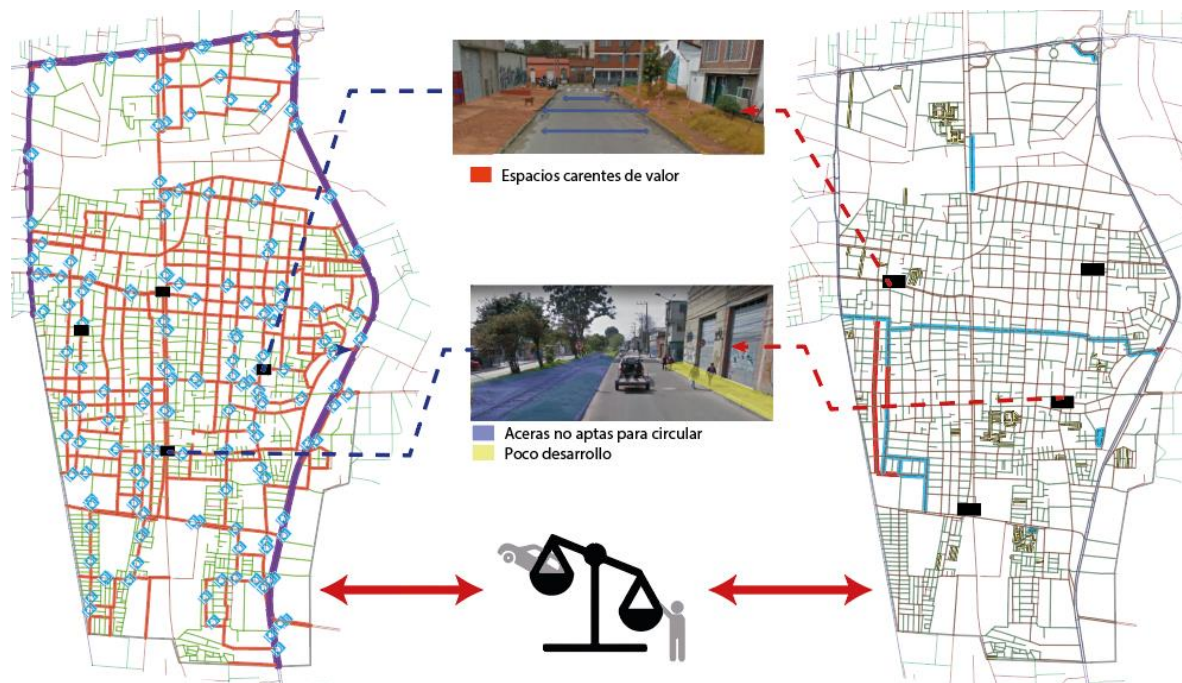 Espacios carentes de valor
Aceras no aptas para circular
Poco desarrollo